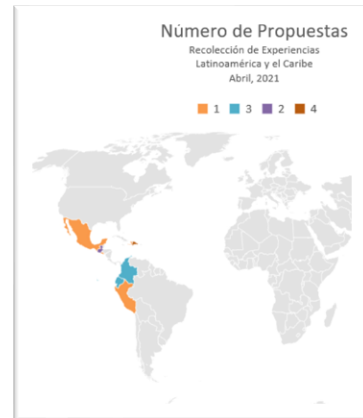 Número de Propuestas
Recolección de Experiencias
Latinoamérica y el Caribe
Abril, 2021
1 3 2 4